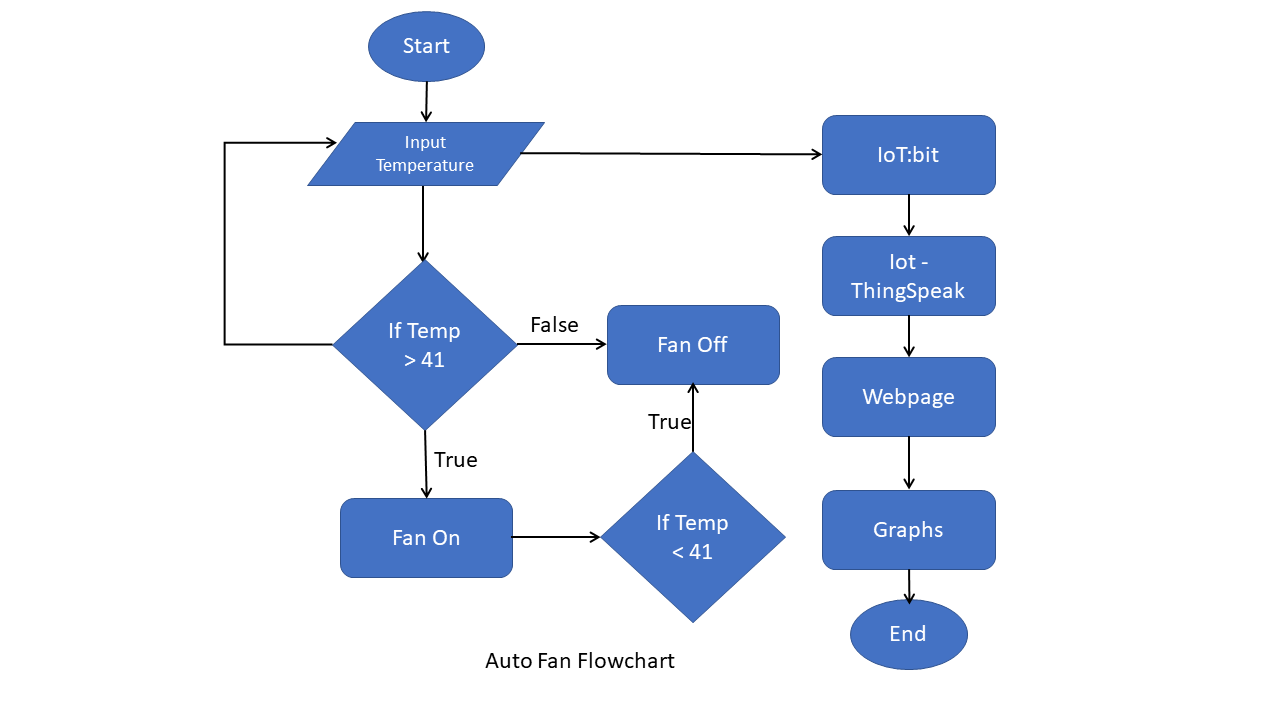 Start
Input
Temperature
IoT:bit
Iot -
ThingSpeak
If Temp
> 41
False
Fan Off
Webpage
True
True
Fan On
If Temp
< 41
Graphs
End
Auto Fan Flowchart